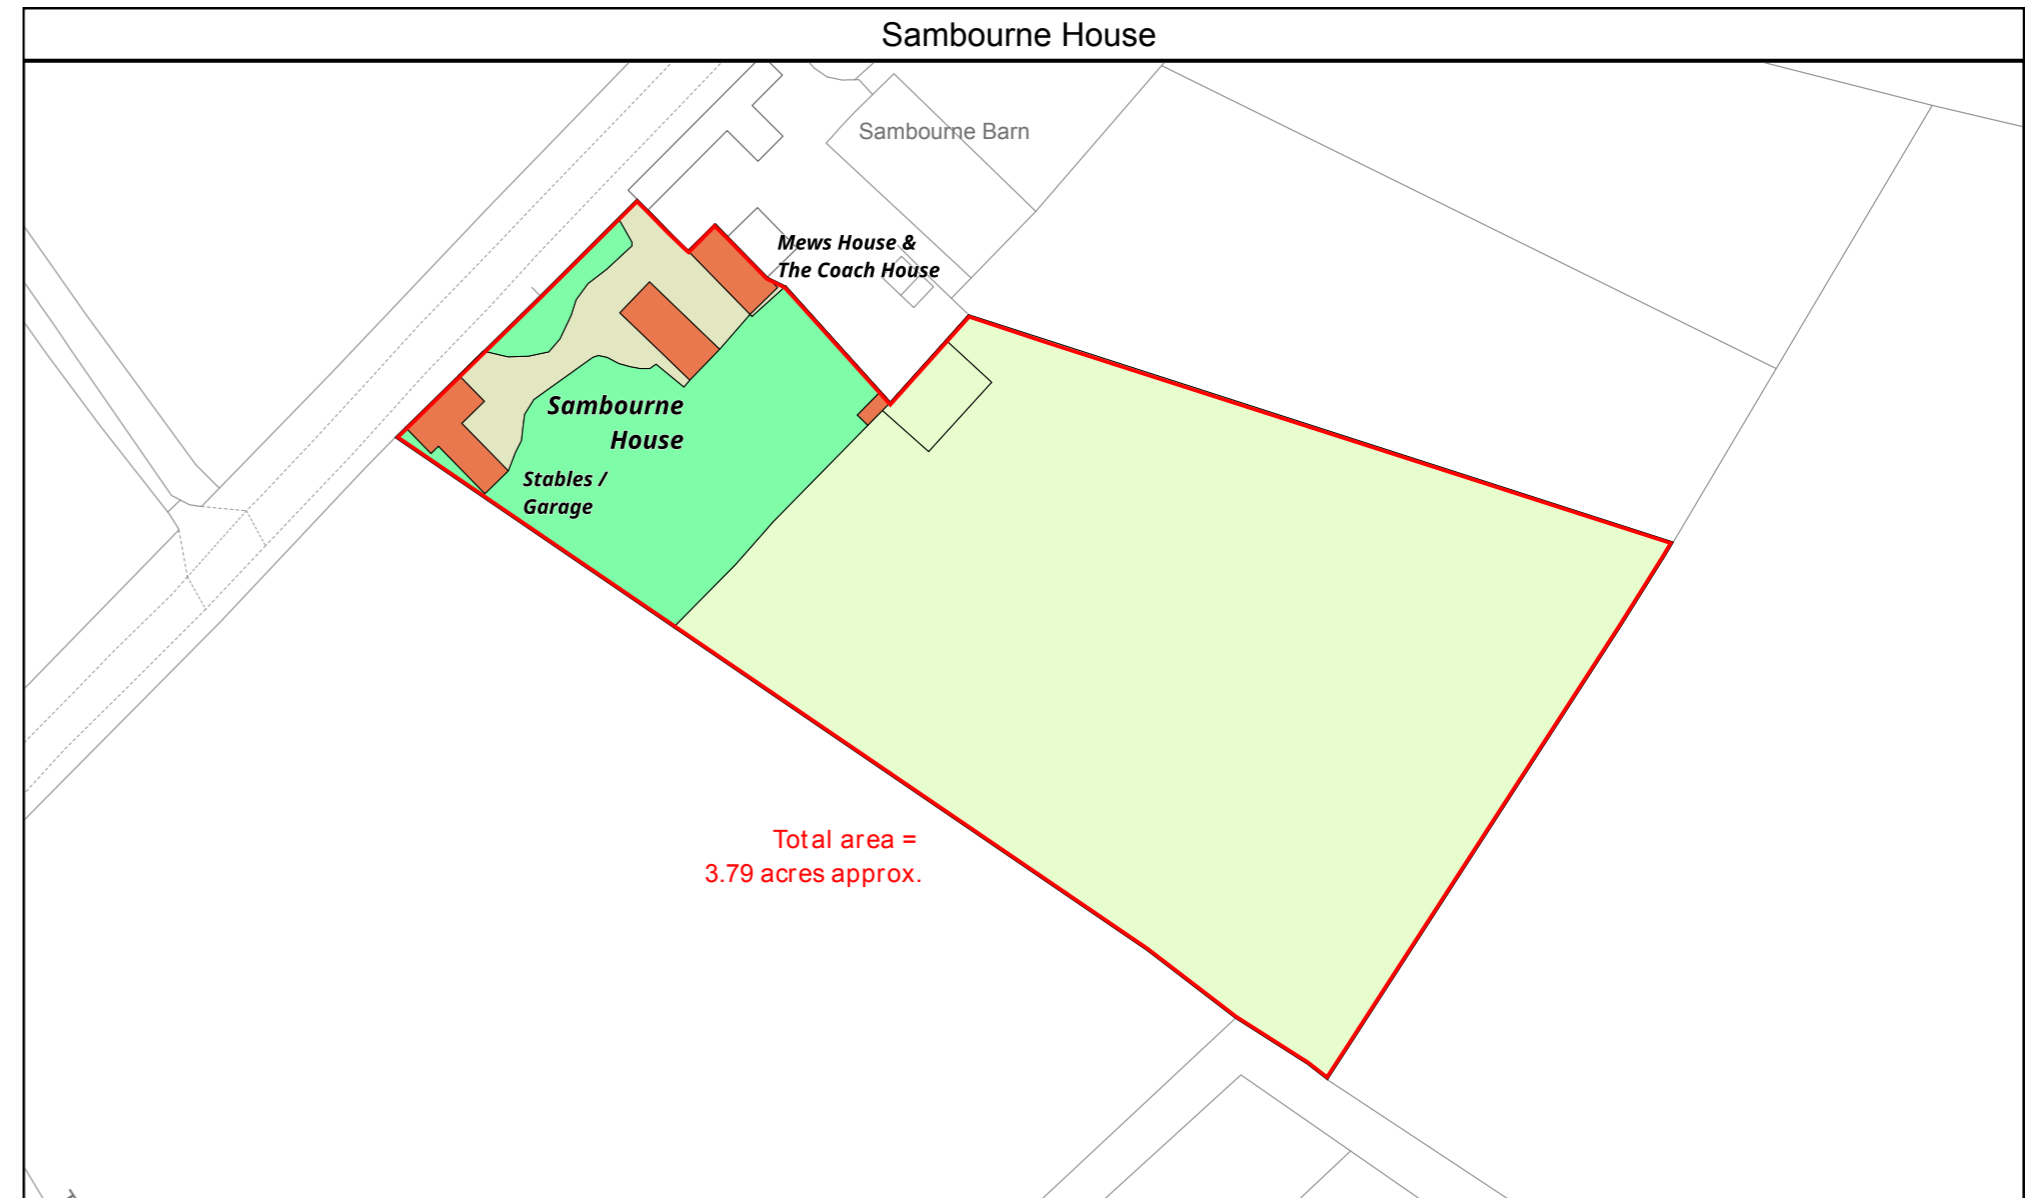 Sambourne House
Sambourne Barn
Mews House &
The Coach House
Sambourne
House
Stables /
Garage
Total area =
3.79 acres approx.